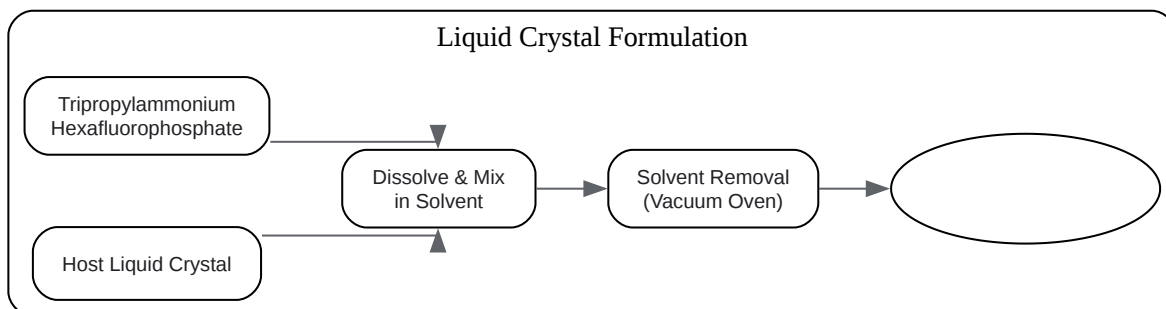 Liquid Crystal Formulation
Tripropylammonium
Hexafluorophosphate
Dissolve & Mix
in Solvent
Solvent Removal
(Vacuum Oven)
Host Liquid Crystal